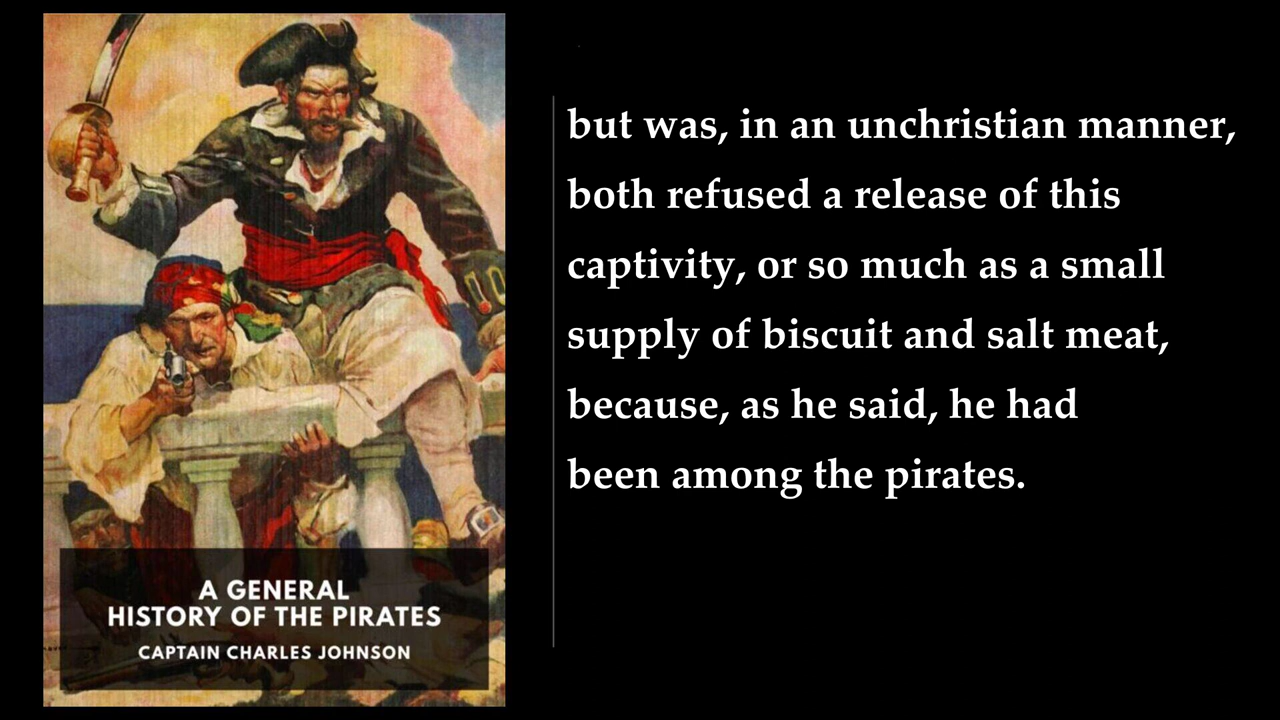 A GENERAL
HISTORY OF THE PIRATES
CAPTAIN CHARLES JOHNSON
but was, in an unchristian manner,
both refused a release of this
captivity, or so much as a small
supply of biscuit and salt meat,
because, as he said, he had
been among the pirates.